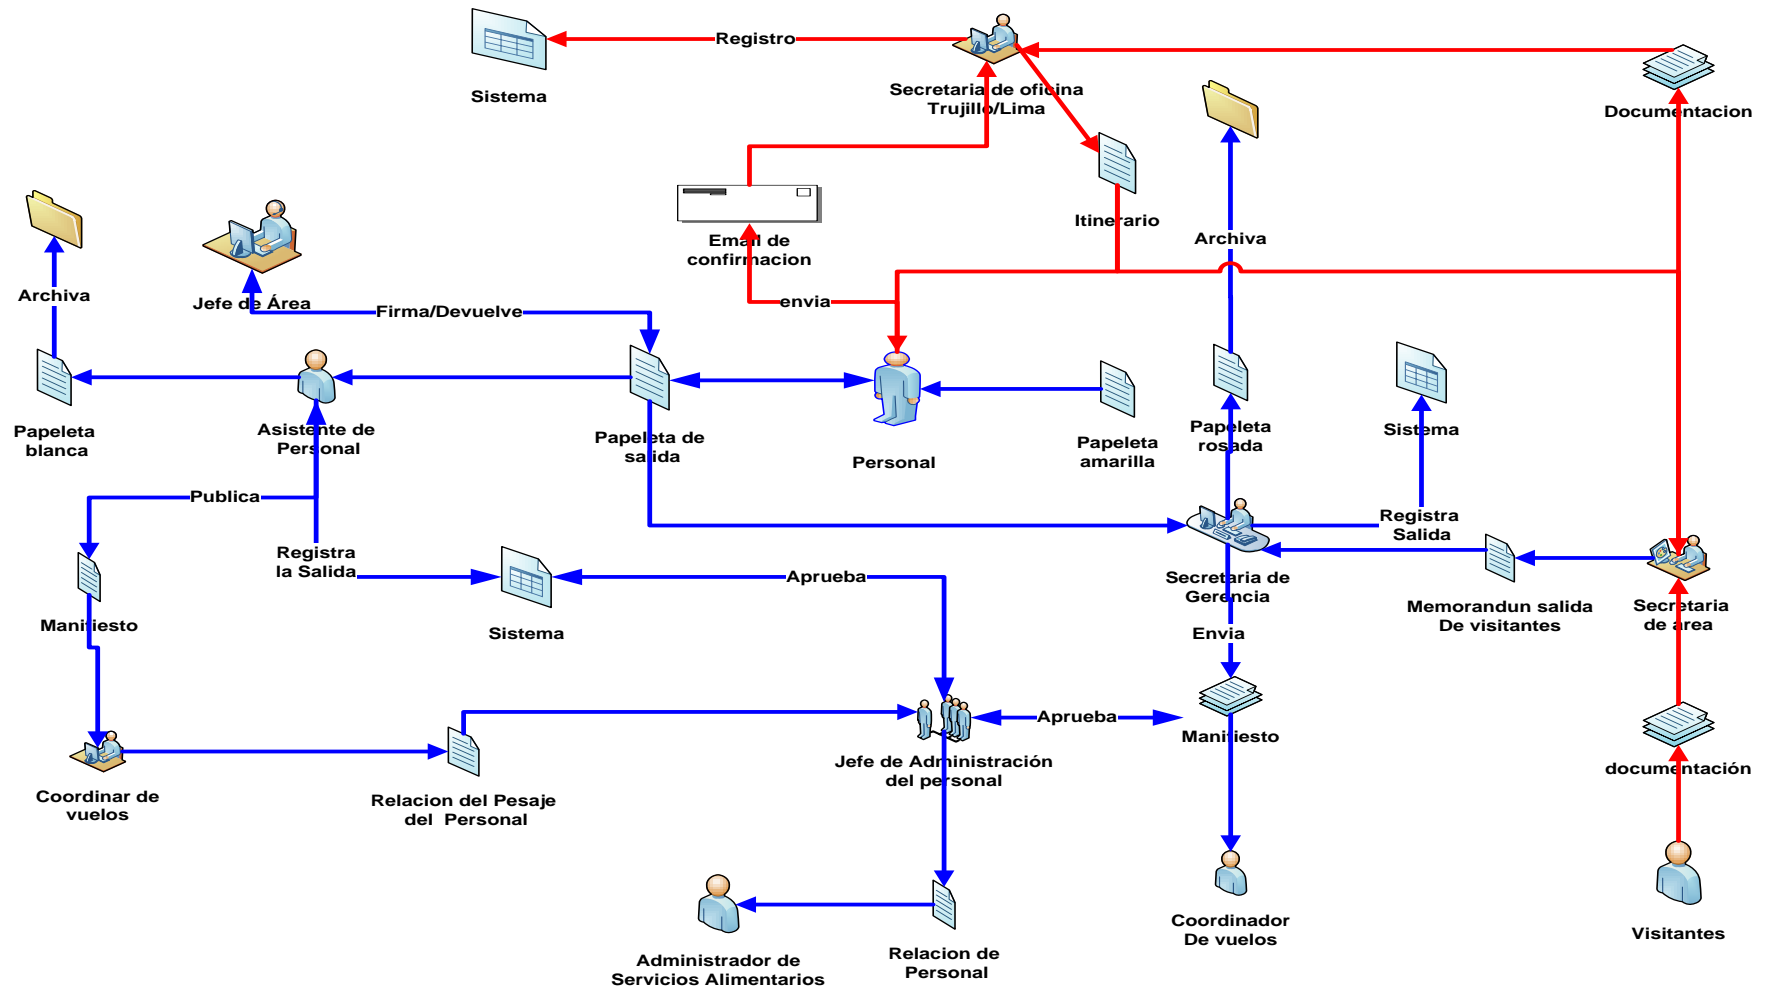 Registro
Sistema
Secretaria de oficina
Trujillo/Lima
Documentacion
Itinerario
Email de
confirmacion
Archiva
Archiva
Jefe de Área
Firma/Devuelve
envia
Papeleta
blanca
Asistente de
Personal
Papeleta de
salida
Personal
Papeleta
amarilla
Papeleta
rosada
Sistema
Publica
Registra
la Salida
Registra
Salida
Manifiesto
Sistema
Aprueba
Secretaria de
Gerencia
Memorandun salida
De visitantes
Secretaria
de area
Envia
Aprueba
Manifiesto
Jefe de Administración
del personal
documentación
Coordinar de
vuelos
Relacion del Pesaje
del Personal
Coordinador
De vuelos
Visitantes
Administrador de
Servicios Alimentarios
Relacion de
Personal